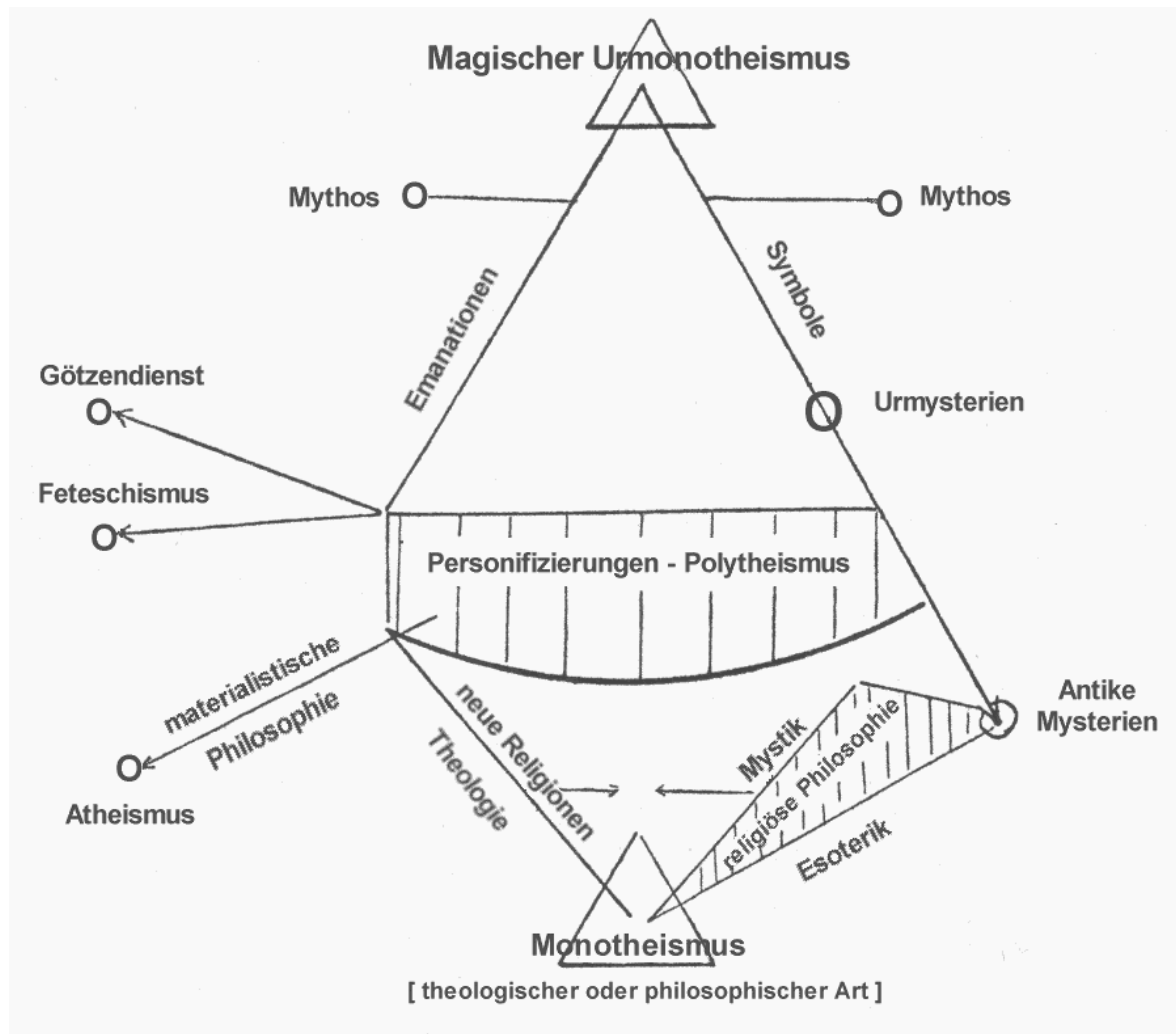 Magischer Urmonotheismus
Mythos
Mythos
Emanationen
Symbole
Götzendienst
Urmysterien
Feteschismus
Personifizierungen - Polytheismus
materialistische
Philosophie
neue Religionen
Theologie
Mystik
religiöse Philosophie
Esoterik
Antike
Mysterien
Atheismus
Monotheismus
[ theologischer oder philosophischer Art ]